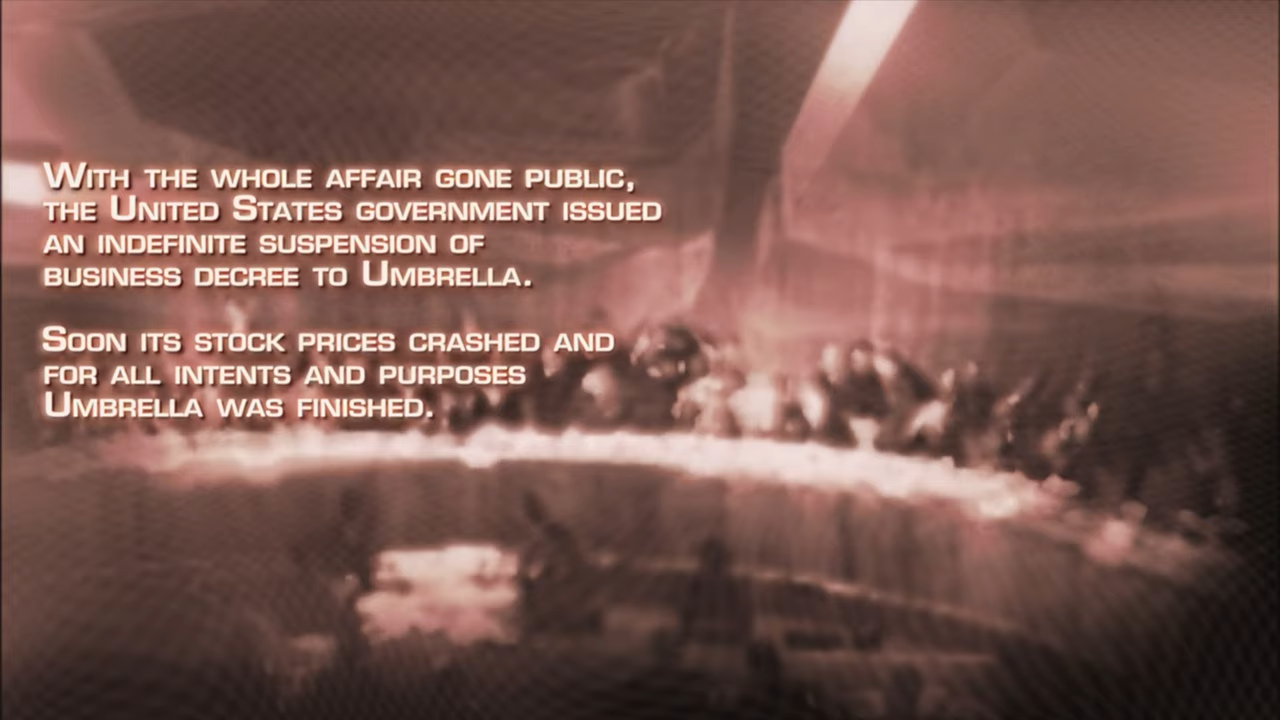 With the whole affair gone public,
the United States government issued
an indefinite suspension of
business decree to Umbrella.
Soon its stock prices crashed and
for all intents and purposes
Umbrella was finished.